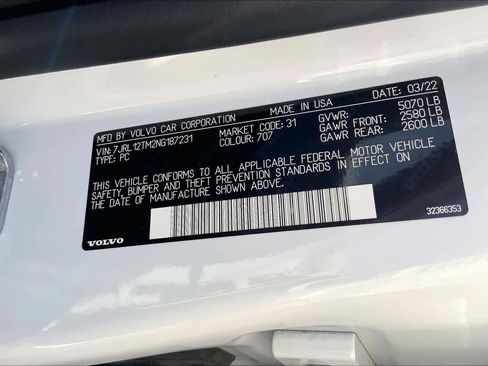 MFD BY VOLVO CAR CORPORATION MADE IN USA DATE: 03/22
VIN: 7JRL12TM2NG187231 MARKET CODE: 31 GVWR: 5070 LB
TYPE: PC COLOUR: 707 GAWR FRONT: 2580 LB
GAWR REAR: 2600 LB
THIS VEHICLE CONFORMS TO ALL APPLICABLE FEDERAL MOTOR VEHICLE
SAFETY, BUMPER AND THEFT PREVENTION STANDARDS IN EFFECT ON
THE DATE OF MANUFACTURE SHOWN ABOVE.
VOLVO 32366353